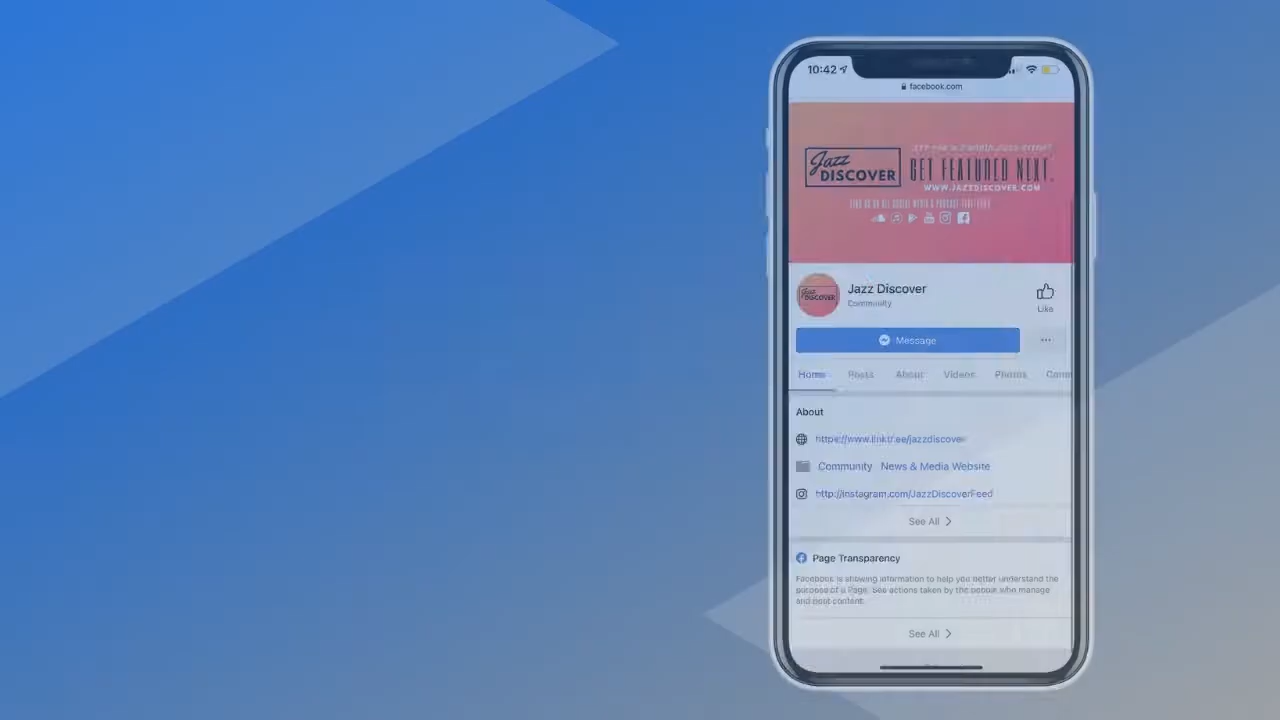 10:42
facebook.com
Jazz
DISCOVER
GET FEATURED NEXT.
WWW.JAZZDISCOVER.COM
Jazz
DISCOVER
Jazz Discover
Community
Like
Message
Home Posts About Videos Photos Comm
About
https://www.linktr.ee/jazzdiscover
Community News & Media Website
http://instagram.com/JazzDiscoverFeed
See All
Page Transparency
Facebook is showing information to help you better understand the
purpose of a Page. See actions taken by the people who manage
and post content.
See All